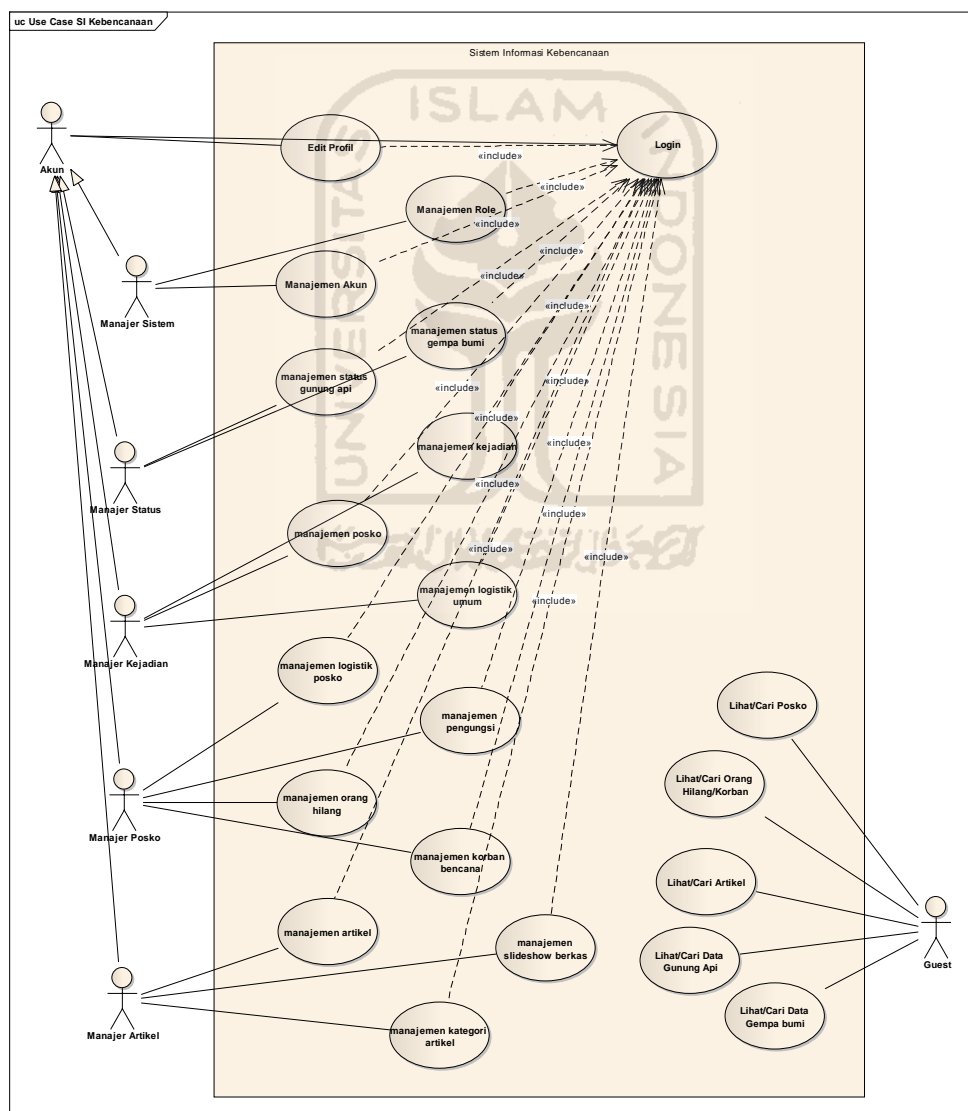 uc Use Case SI Kebencanaan
Sistem Informasi Kebencanaan
ISLAM
UNIVERSITAS
INDONESIA
Akun
Edit Profil
Login
«include»
Manajemen Role
«include»
«include»
Manajemen Akun
«include»
«include»
Manajer Sistem
manajemen status
gempa bumi
«include»
manajemen status
gunung api
«include»
«include»
manajemen kejadian
«include»
«include»
Manajer Status
«include»
manajemen posko
«include»
«include»
manajemen logistik
umum
«include»
Manajer Kejadian
manajemen logistik
posko
manajemen
pengungsi
Lihat/Cari Posko
Lihat/Cari Orang
Hilang/Korban
manajemen orang
hilang
Manajer Posko
manajemen korban
bencana
Lihat/Cari Artikel
manajemen artikel
manajemen
slideshow berkas
Lihat/Cari Data
Gunung Api
Guest
Manajer Artikel
manajemen kategori
artikel
Lihat/Cari Data
Gempa bumi